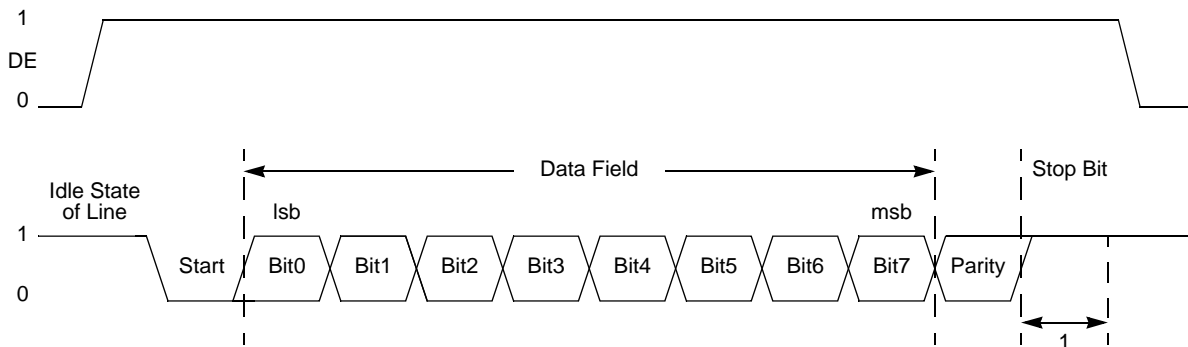 1
DE
0
Data Field
Stop Bit
Idle State
of Line
lsb
msb
1
Start
Bit0
Bit1
Bit2
Bit3
Bit4
Bit5
Bit6
Bit7
Parity
0
1